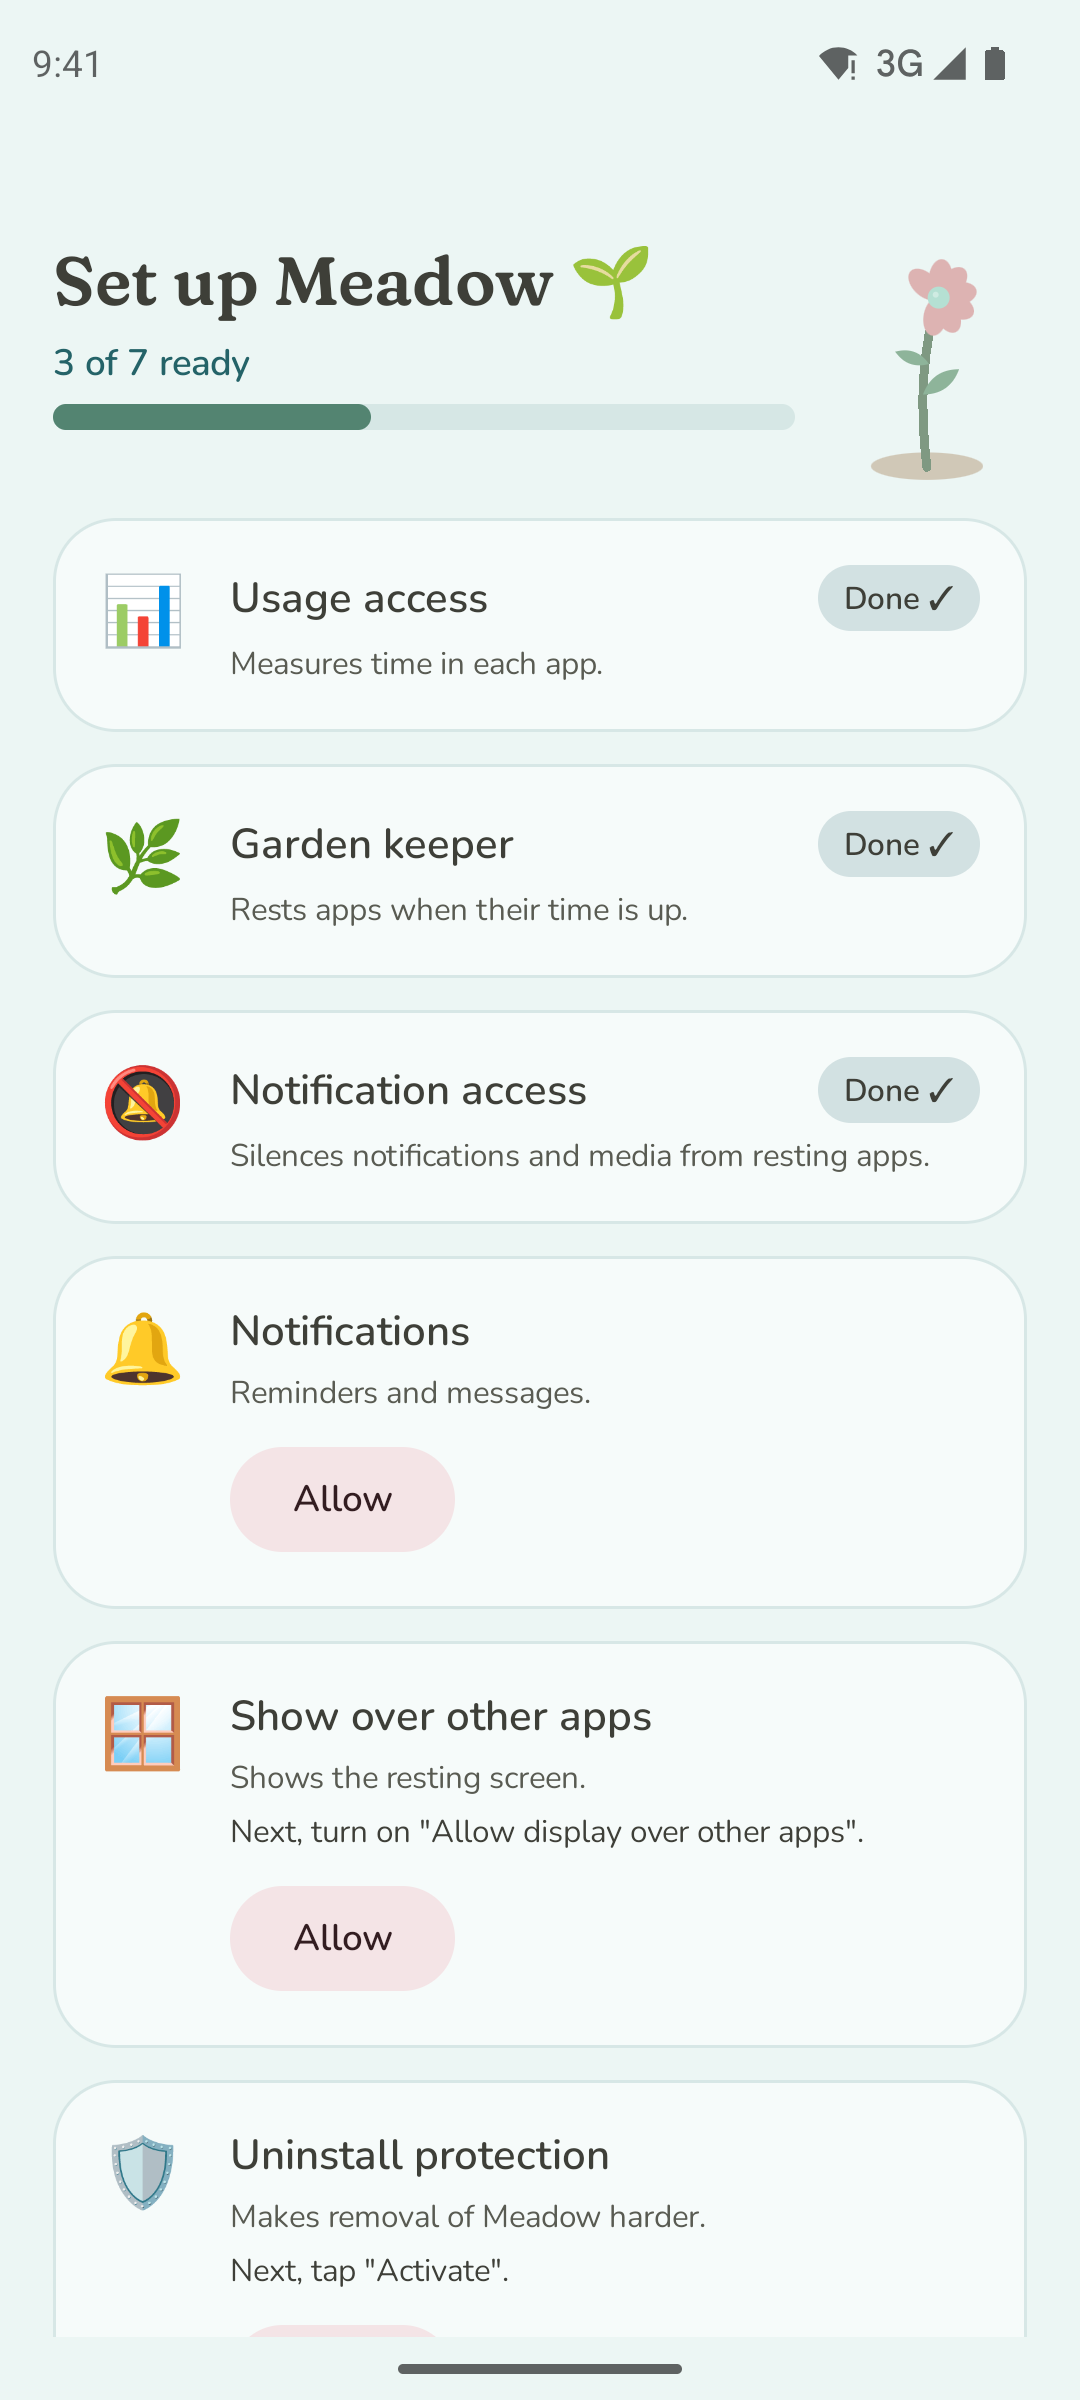 9:41
3G
Set up Meadow 🌱
3 of 7 ready
Usage access
Done ✓
Measures time in each app.
Garden keeper
Done ✓
Rests apps when their time is up.
Notification access
Done ✓
Silences notifications and media from resting apps.
Notifications
Reminders and messages.
Allow
Show over other apps
Shows the resting screen.
Next, turn on "Allow display over other apps".
Allow
Uninstall protection
Makes removal of Meadow harder.
Next, tap "Activate".